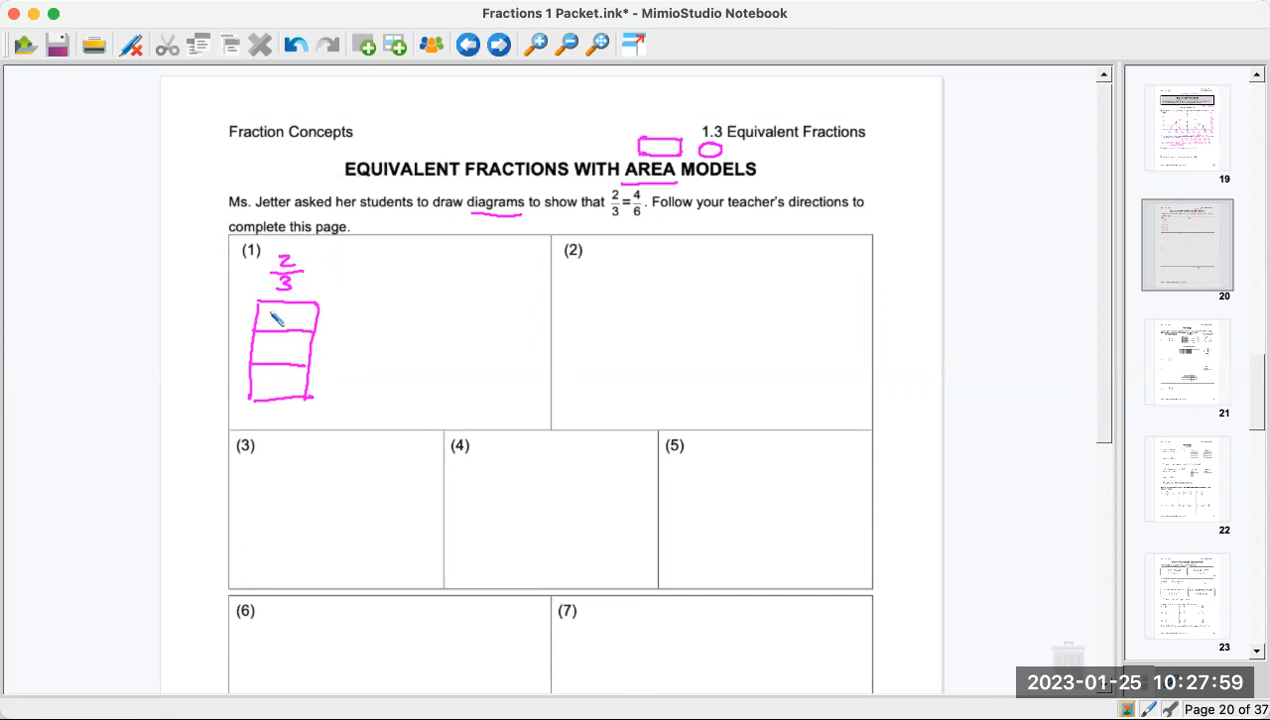 Fractions 1 Packet.ink* - MimioStudio Notebook
Fraction Concepts
1.3 Equivalent Fractions
EQUIVALENT FRACTIONS WITH AREA MODELS
Ms. Jetter asked her students to draw diagrams to show that 2/3 = 4/6. Follow your teacher's directions to
complete this page.
(1)
2/3
(2)
(3)
(4)
(5)
(6)
(7)
19
20
21
22
23
2023-01-25 10:27:59
Page 20 of 37